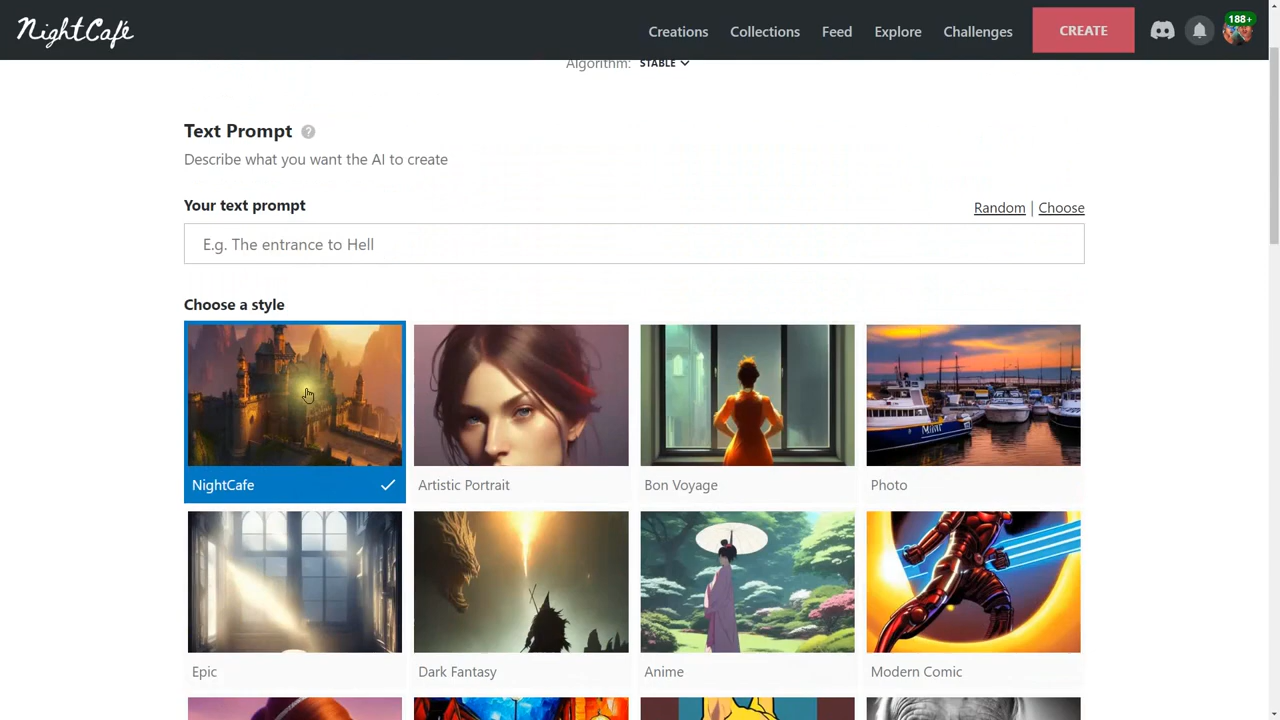 NightCafé
Creations Collections Feed Explore Challenges CREATE 188+
Algorithm: STABLE
Text Prompt ?
Describe what you want the AI to create
Your text prompt
Random | Choose
E.g. The entrance to Hell
Choose a style
NightCafe Artistic Portrait Bon Voyage Photo
Epic Dark Fantasy Anime Modern Comic